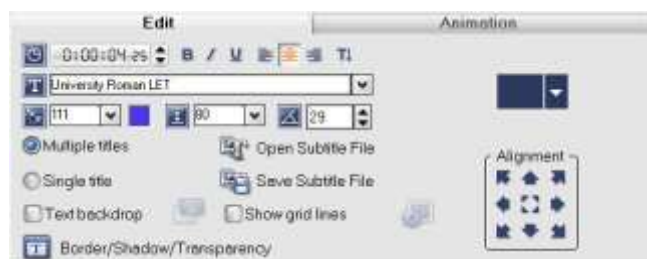 Edit Animation
0:00:04.25 B I U T↓
University Roman LET
111 80 29
Multiple titles Open Subtitle File
Alignment
Single title Save Subtitle File
Text backdrop Show grid lines
Border/Shadow/Transparency